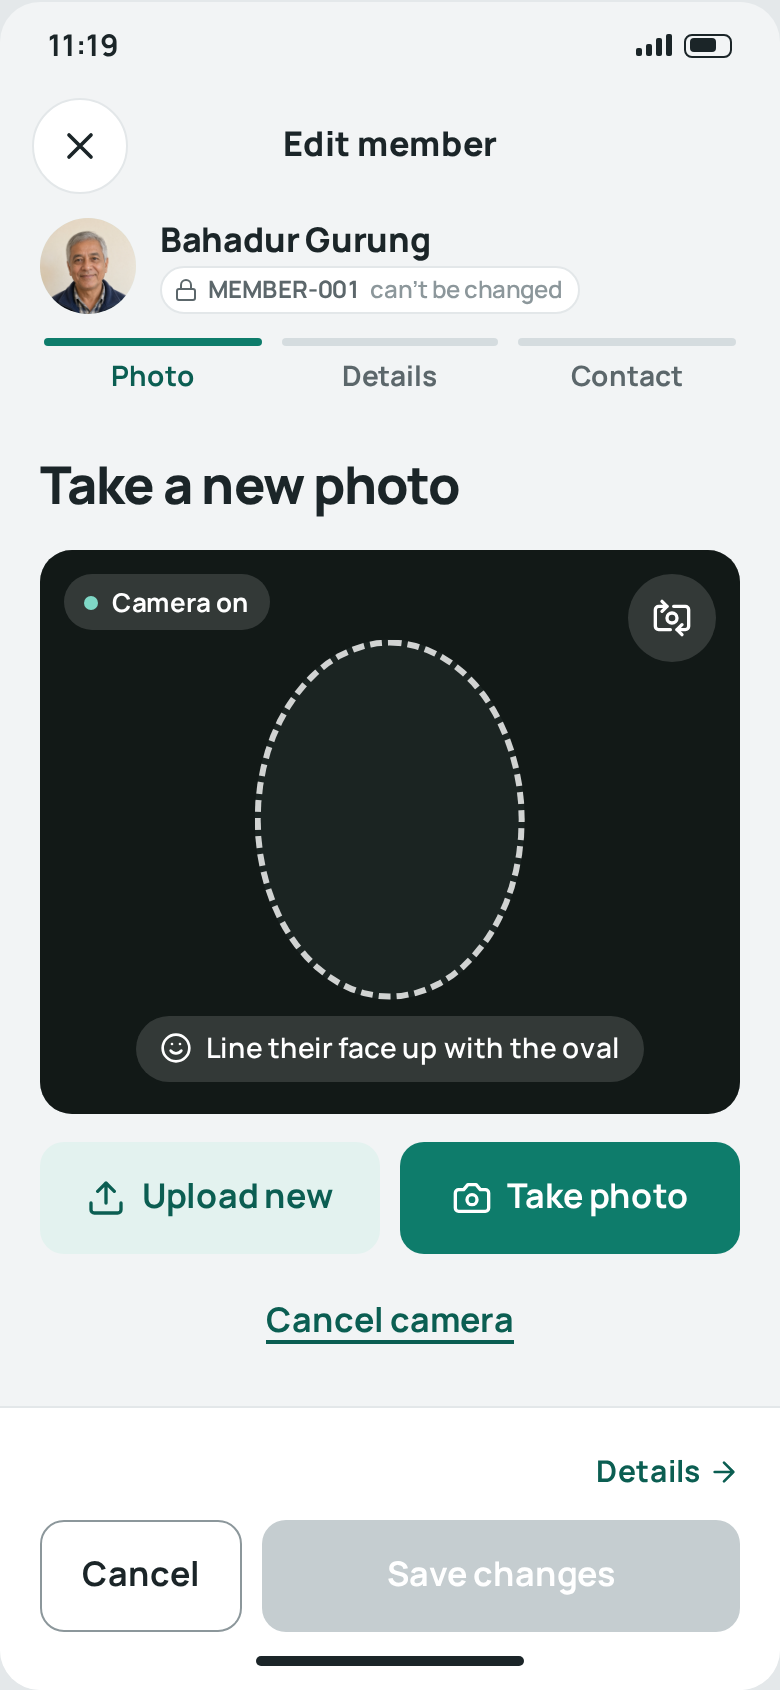 11:19
Edit member
Bahadur Gurung
MEMBER-001 can't be changed
Photo Details Contact
Take a new photo
Camera on
Line their face up with the oval
Upload new Take photo
Cancel camera
Details →
Cancel Save changes